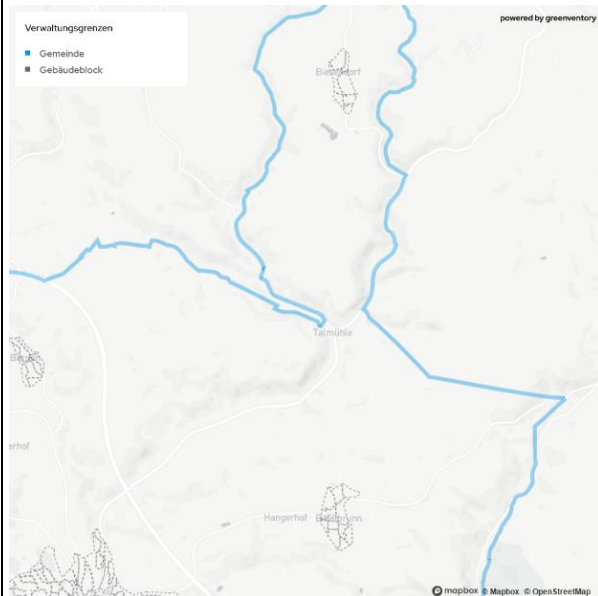 powered by greenventory
Verwaltungsgrenzen
Gemeinde
Gebäudeblock
Talmühle
Hangerhof
mapbox © Mapbox © OpenStreetMap